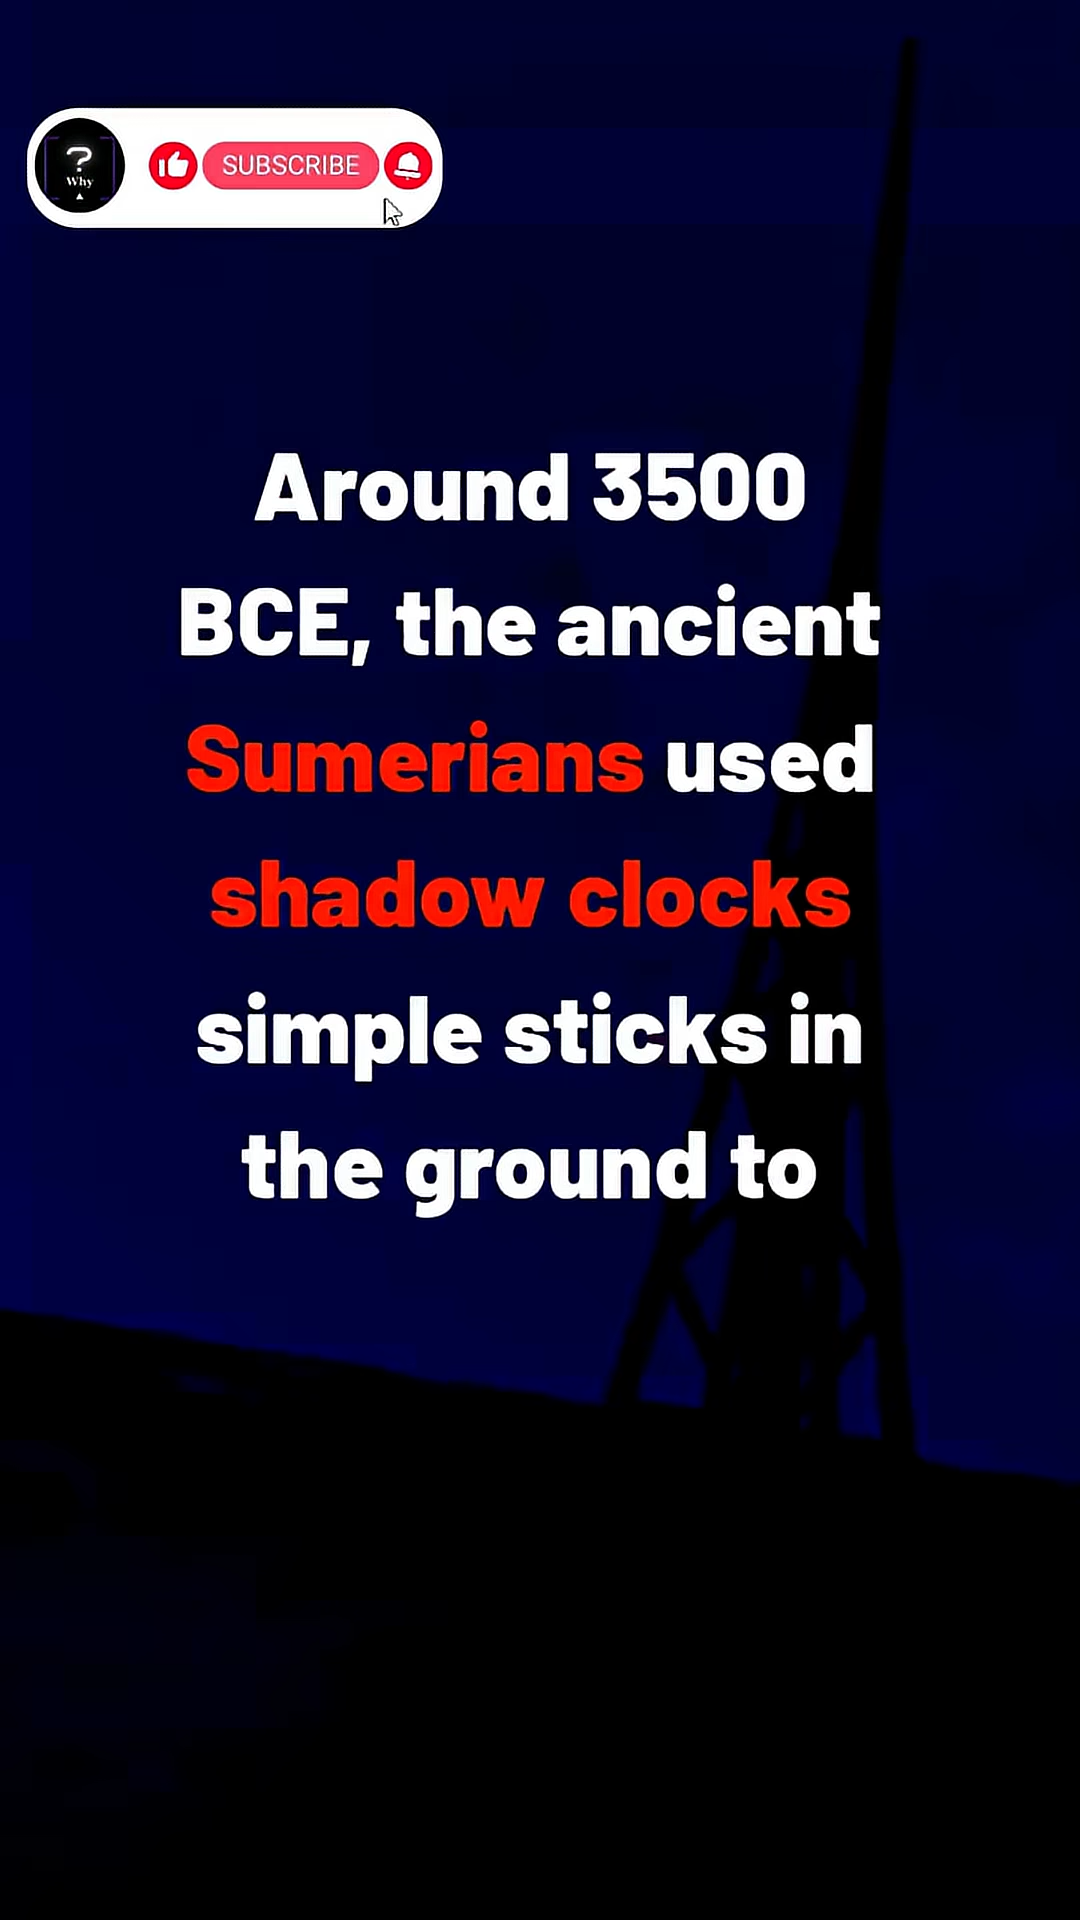 ?
Why
SUBSCRIBE
Around 3500
BCE, the ancient
Sumerians used
shadow clocks
simple sticks in
the ground to